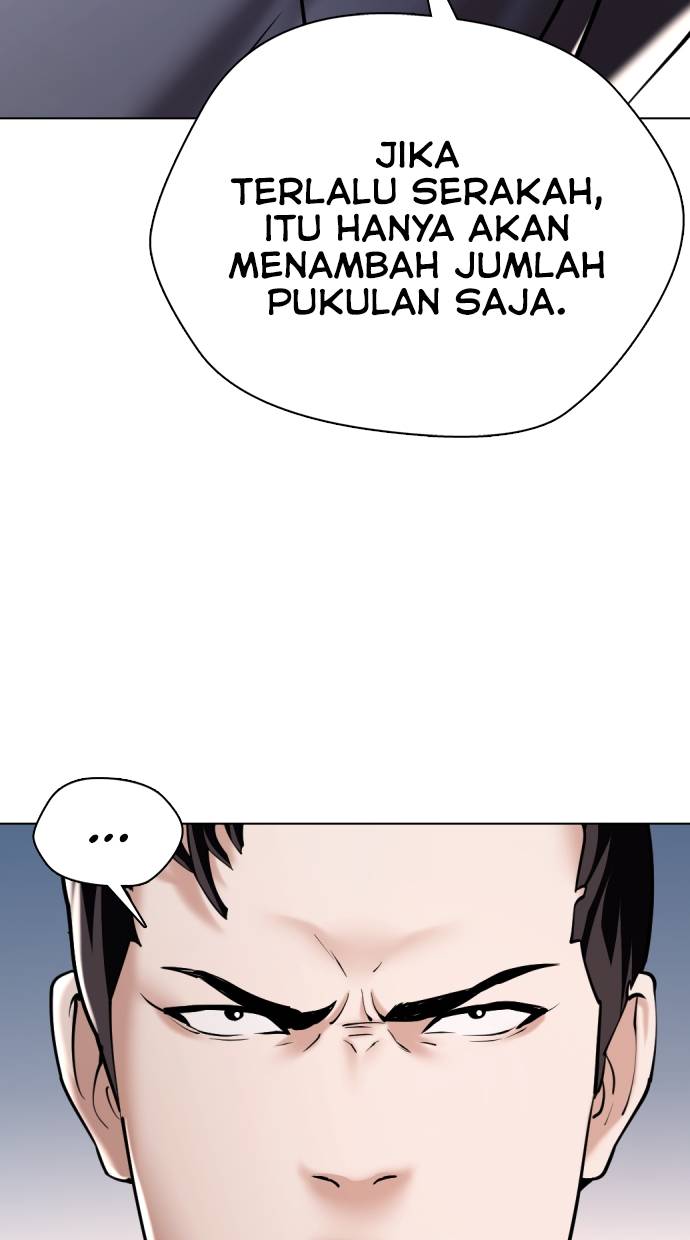 JIKA
TERLALU SERAKAH,
ITU HANYA AKAN
MENAMBAH JUMLAH
PUKULAN SAJA.
...